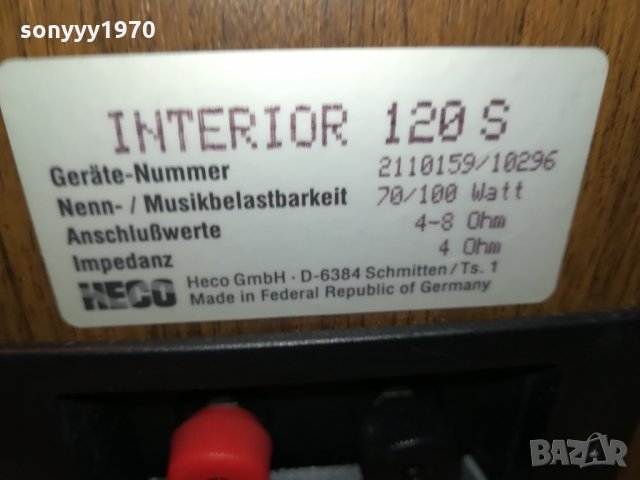 sonyyy1970
INTERIOR 120 S
Geräte-Nummer 2110159/10296
Nenn- / Musikbelastbarkeit 70/100 Watt
Anschlußwerte 4-8 Ohm
Impedanz 4 Ohm
HECO Heco GmbH · D-6384 Schmitten/Ts. 1
Made in Federal Republic of Germany
BAZAR